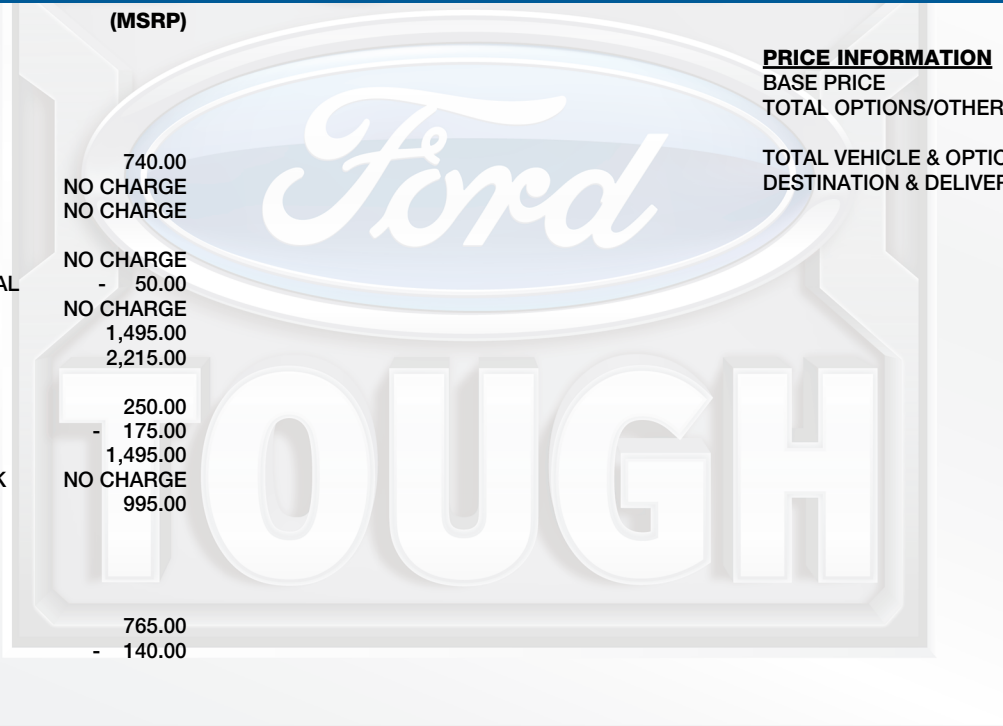 (MSRP)
740.00
NO CHARGE
NO CHARGE
NO CHARGE
AL - 50.00
NO CHARGE
1,495.00
2,215.00
250.00
- 175.00
1,495.00
K NO CHARGE
995.00
765.00
- 140.00
PRICE INFORMATION
BASE PRICE
TOTAL OPTIONS/OTHER
TOTAL VEHICLE & OPTIO
DESTINATION & DELIVER
Ford
TOUGH